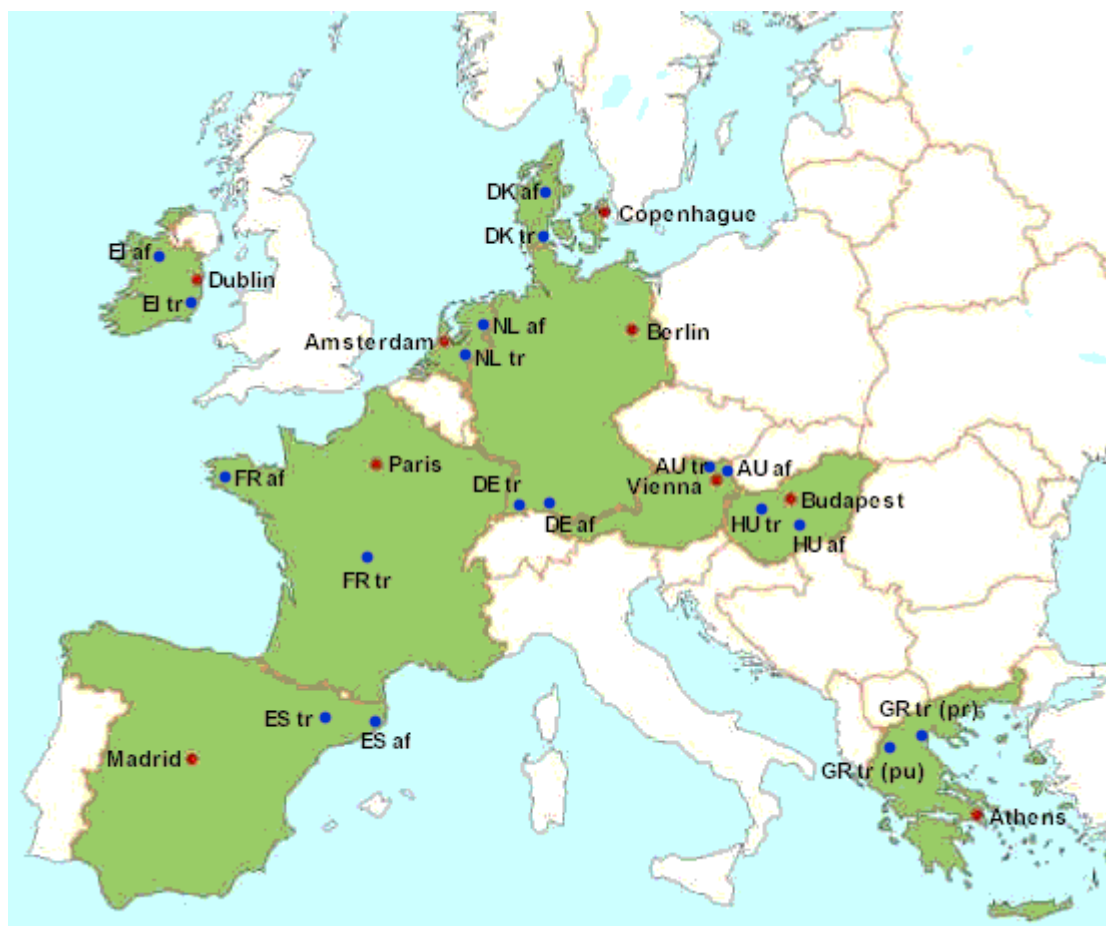 DK af
Copenhague
DK tr
EI af
Dublin
EI tr
NL af
Amsterdam
Berlin
NL tr
Paris
FR af
AU tr
AU af
Vienna
DE tr
Budapest
DE af
HU tr
HU af
FR tr
ES tr
GR tr (pr)
ES af
Madrid
GR tr (pu)
Athens